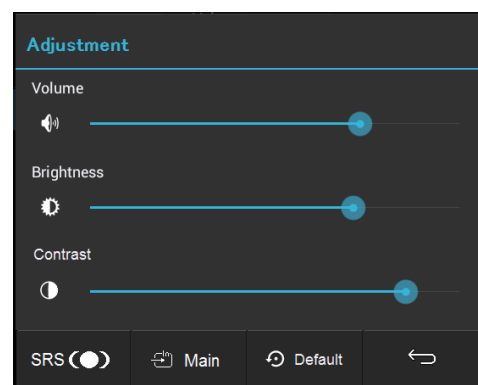 Adjustment
Volume
Brightness
Contrast
SRS Main Default